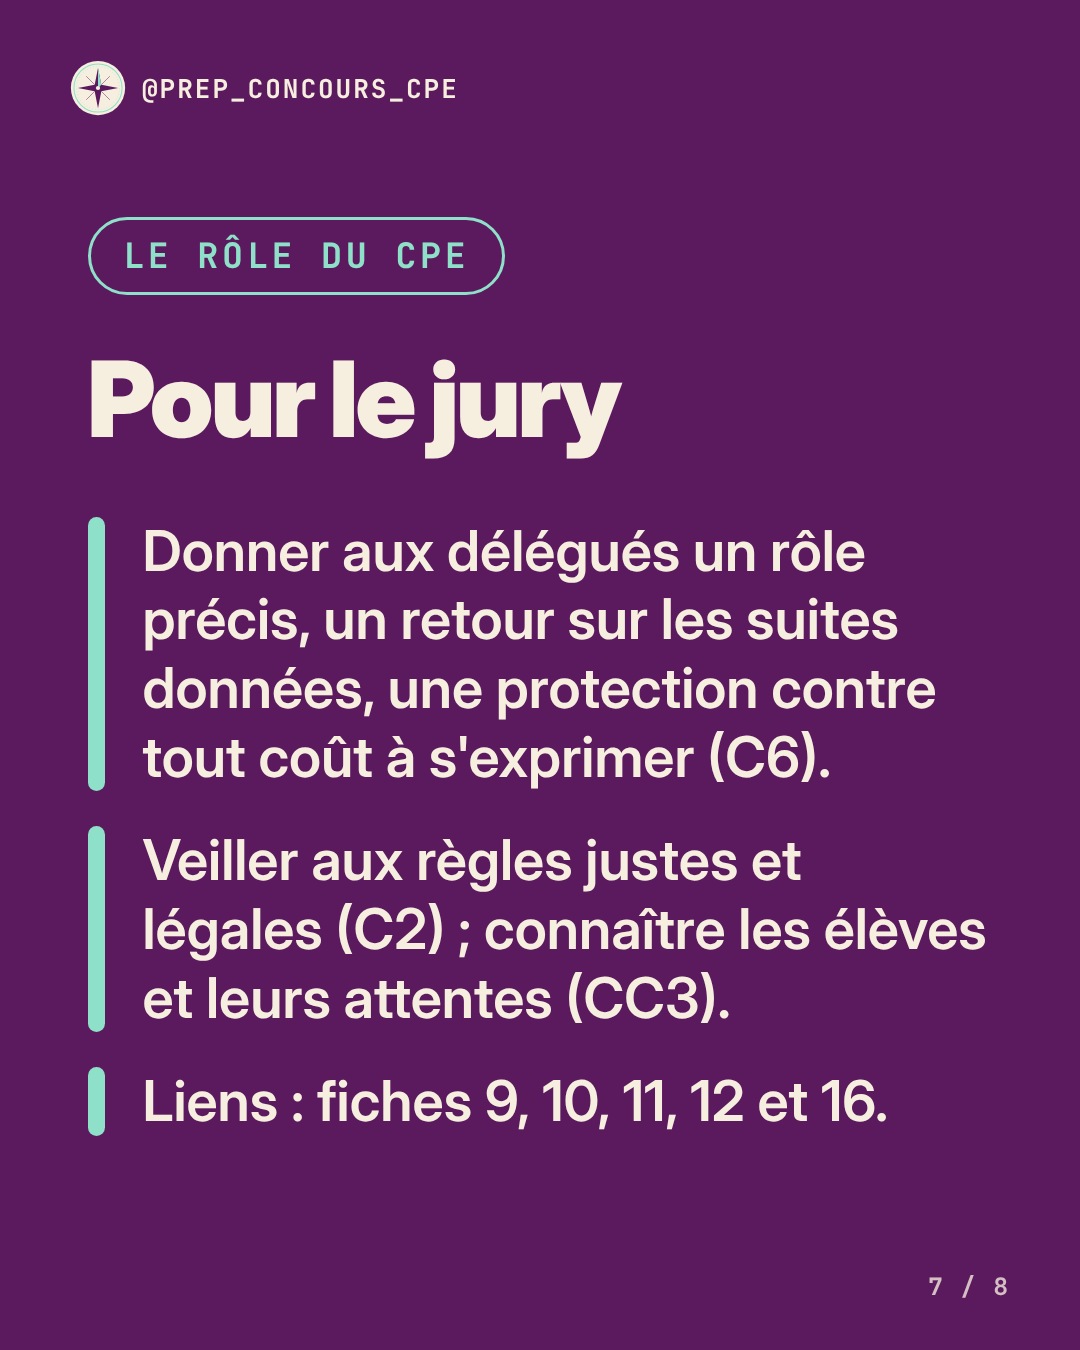 @PREP_CONCOURS_CPE
LE RÔLE DU CPE
Pour le jury
Donner aux délégués un rôle
précis, un retour sur les suites
données, une protection contre
tout coût à s'exprimer (C6).
Veiller aux règles justes et
légales (C2) ; connaître les élèves
et leurs attentes (CC3).
Liens : fiches 9, 10, 11, 12 et 16.
7 / 8